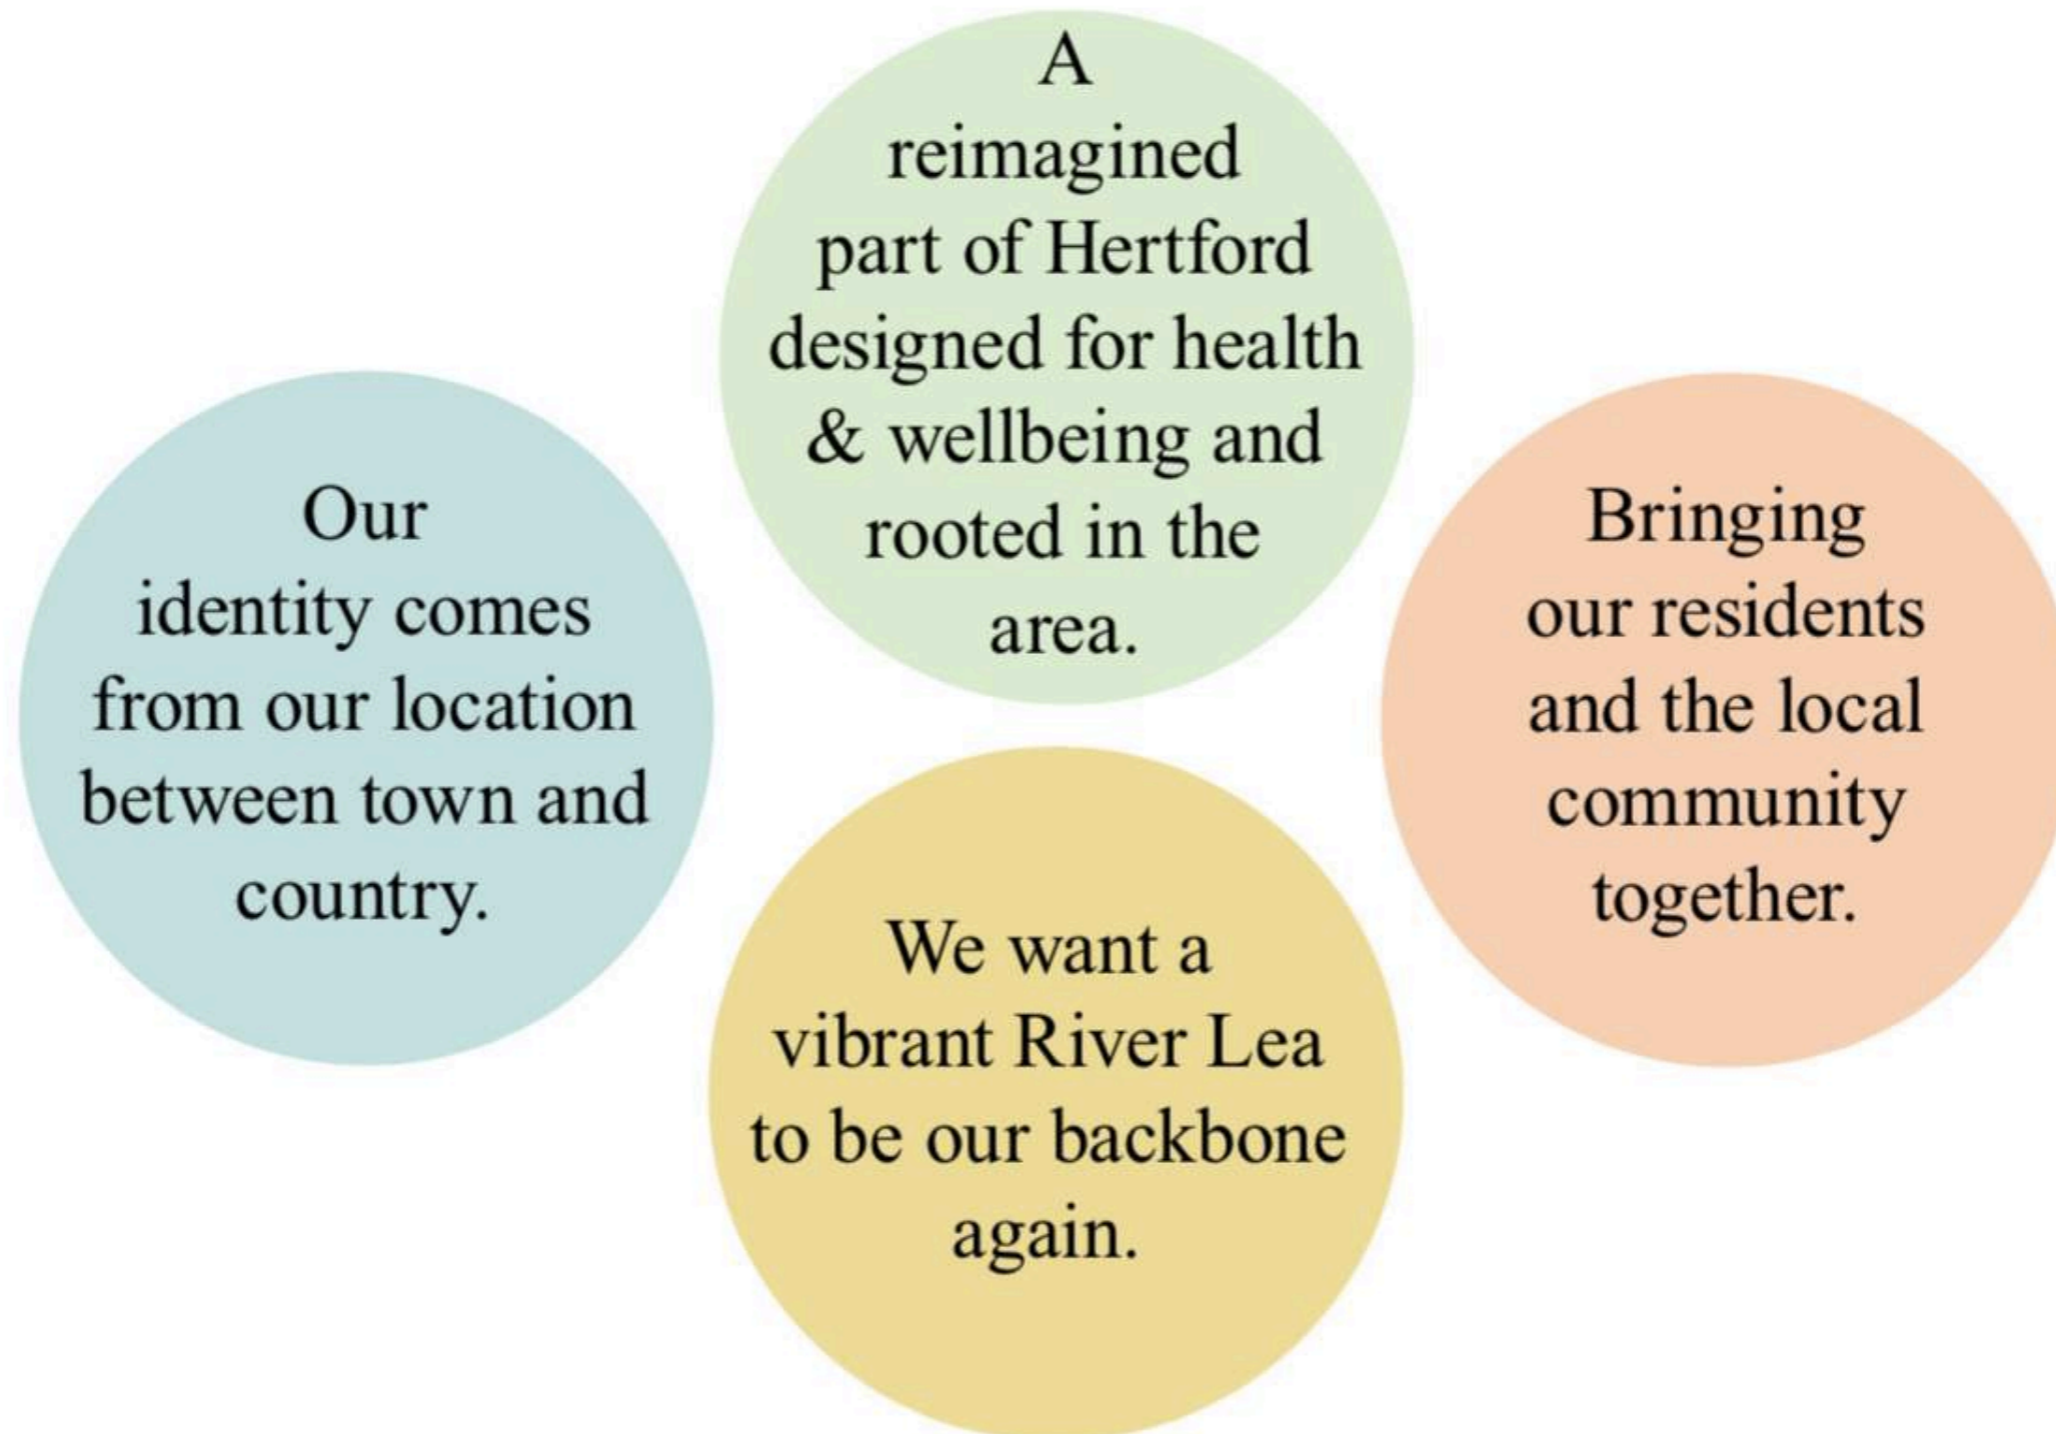 A
reimagined
part of Hertford
designed for health
& wellbeing and
rooted in the
area.
Our
identity comes
from our location
between town and
country.
Bringing
our residents
and the local
community
together.
We want a
vibrant River Lea
to be our backbone
again.